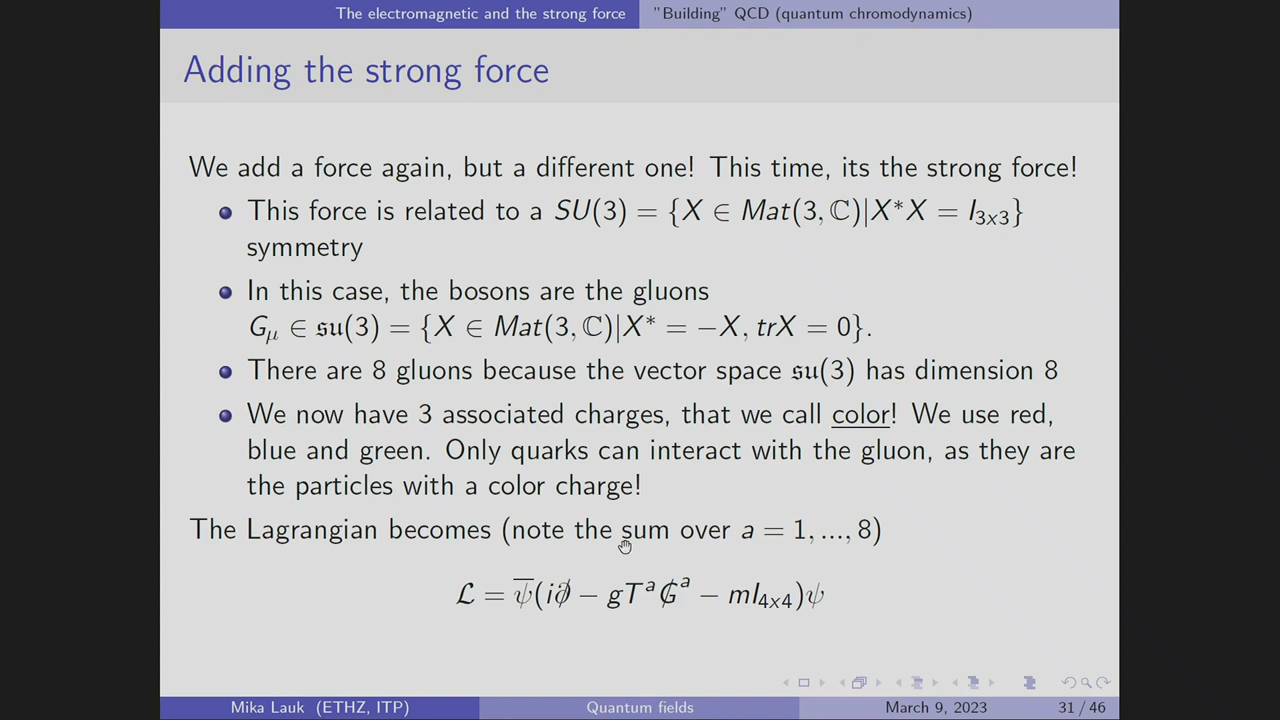 The electromagnetic and the strong force "Building" QCD (quantum chromodynamics)
Adding the strong force
We add a force again, but a different one! This time, its the strong force!
This force is related to a SU(3) = {X ∈ Mat(3, ℂ)|X*X = I₃ₓ₃}
symmetry
In this case, the bosons are the gluons
Gμ ∈ 𝔰𝔲(3) = {X ∈ Mat(3, ℂ)|X* = −X, trX = 0}.
There are 8 gluons because the vector space 𝔰𝔲(3) has dimension 8
We now have 3 associated charges, that we call color! We use red,
blue and green. Only quarks can interact with the gluon, as they are
the particles with a color charge!
The Lagrangian becomes (note the sum over a = 1, ..., 8)
ℒ = ψ̅(i∂̸ − gTᵃG̸ᵃ − mI₄ₓ₄)ψ
Mika Lauk (ETHZ, ITP) Quantum fields March 9, 2023 31 / 46